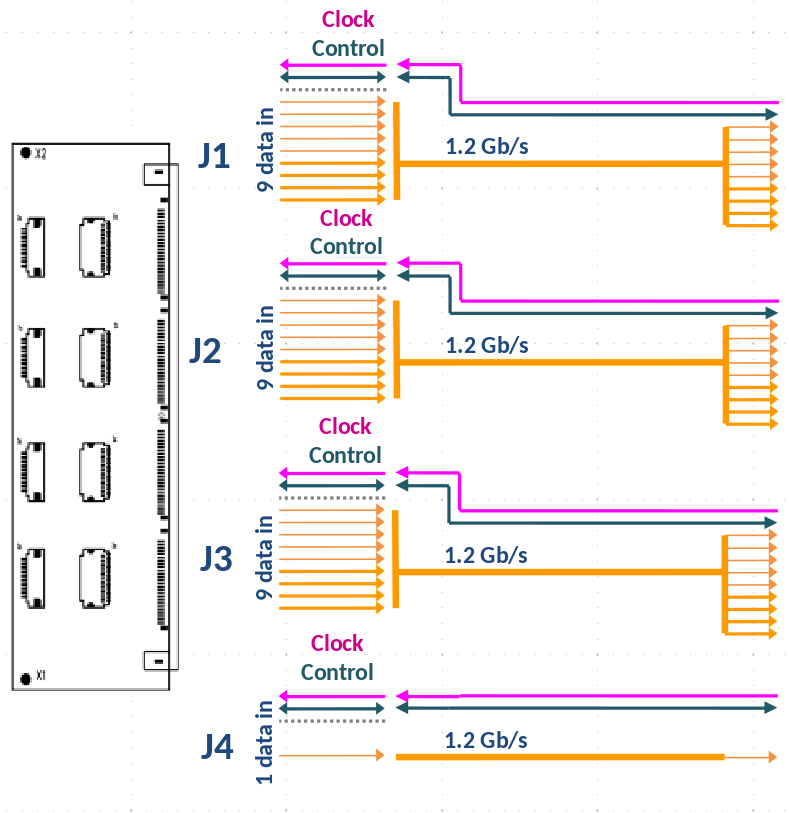 Clock
Control
J1
9 data in
1.2 Gb/s
X2
Clock
Control
J2
9 data in
1.2 Gb/s
Clock
Control
J3
9 data in
1.2 Gb/s
Clock
Control
X1
J4
1 data in
1.2 Gb/s